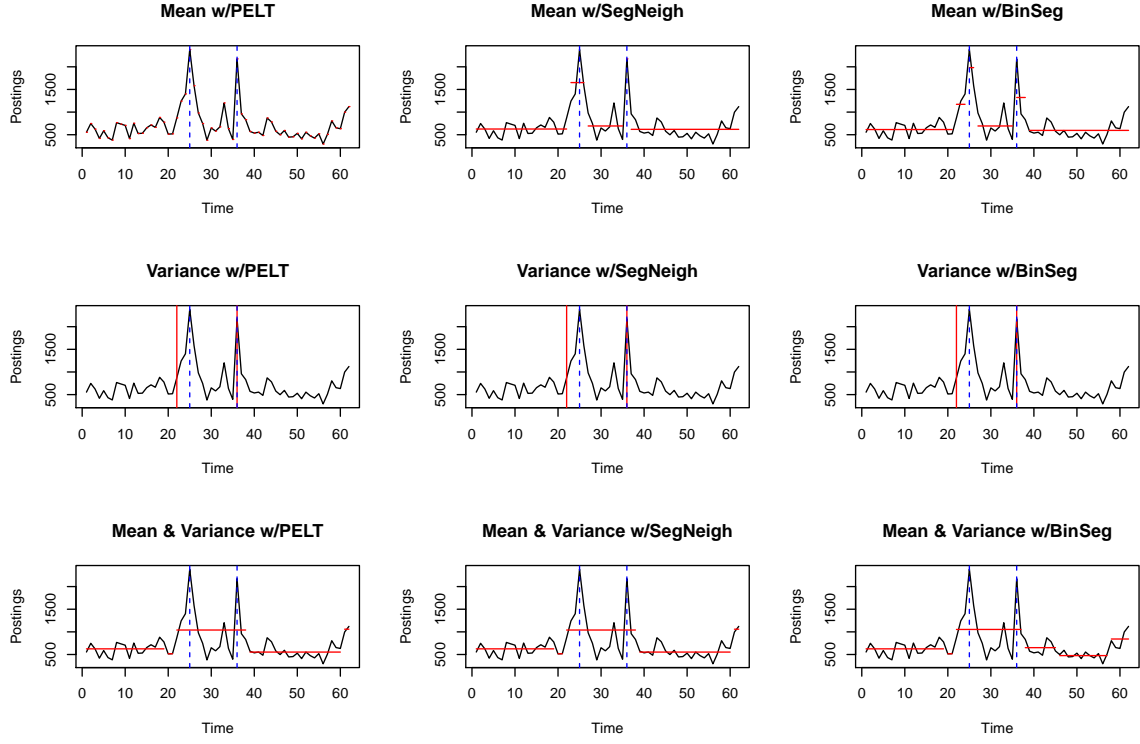 Mean w/PELT
Mean w/SegNeigh
Mean w/BinSeg
Postings
500
1500
0 10 20 30 40 50 60
Time
Postings
500
1500
0 10 20 30 40 50 60
Time
Postings
500
1500
0 10 20 30 40 50 60
Time
Variance w/PELT
Variance w/SegNeigh
Variance w/BinSeg
Postings
500
1500
0 10 20 30 40 50 60
Time
Postings
500
1500
0 10 20 30 40 50 60
Time
Postings
500
1500
0 10 20 30 40 50 60
Time
Mean & Variance w/PELT
Mean & Variance w/SegNeigh
Mean & Variance w/BinSeg
Postings
500
1500
0 10 20 30 40 50 60
Time
Postings
500
1500
0 10 20 30 40 50 60
Time
Postings
500
1500
0 10 20 30 40 50 60
Time